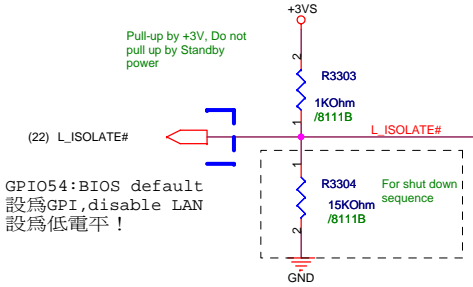 +3VS
Pull-up by +3V, Do not
pull up by Standby
power
2
R3303
1KOhm
/8111B
1
(22) L_ISOLATE#
L_ISOLATE#
1
GPIO54:BIOS default
設爲GPI,disable LAN
設爲低電平！
R3304
15KOhm
/8111B
For shut down
sequence
2
GND